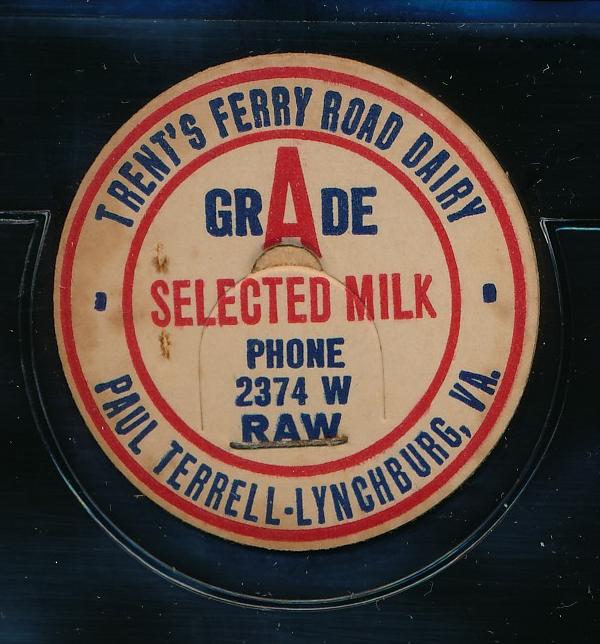 TRENT'S FERRY ROAD DAIRY
GRADE
SELECTED MILK
PHONE
2374 W
RAW
PAUL TERRELL-LYNCHBURG, VA.